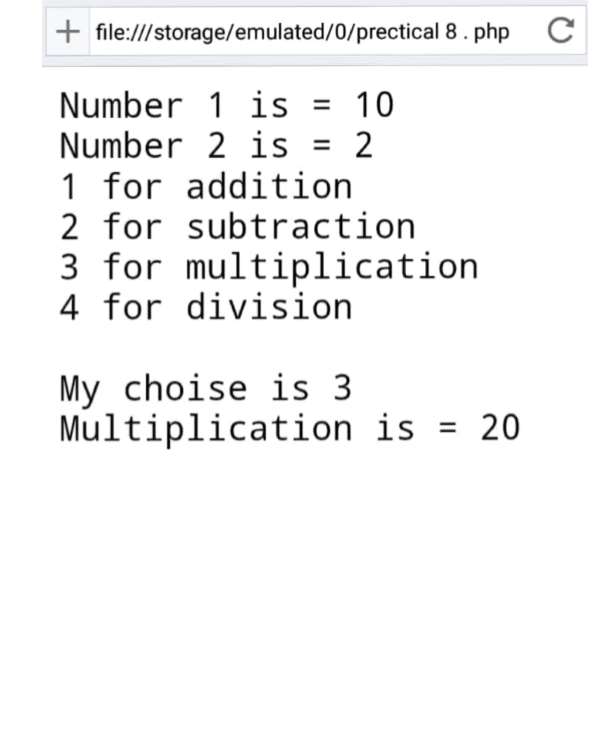 + file:///storage/emulated/0/prectical 8 . php
Number 1 is = 10
Number 2 is = 2
1 for addition
2 for subtraction
3 for multiplication
4 for division
My choise is 3
Multiplication is = 20